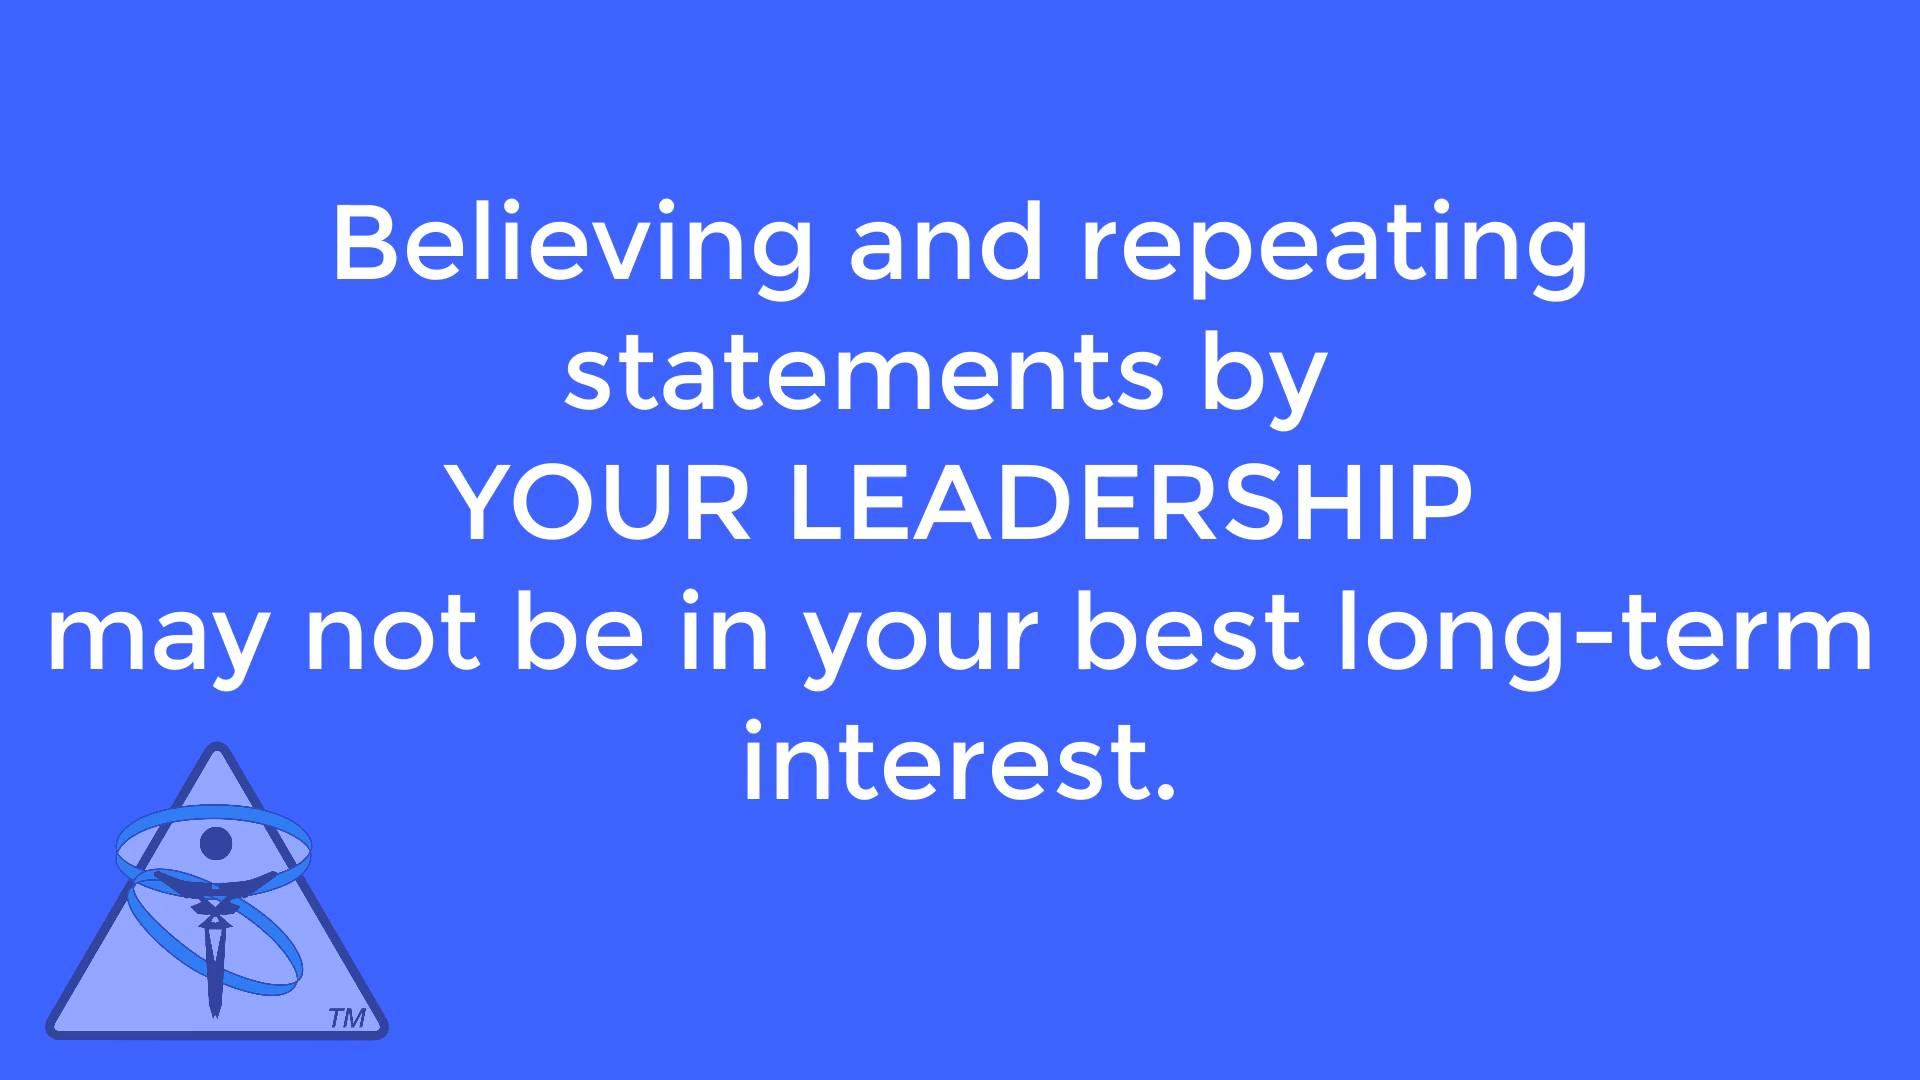 Believing and repeating
statements by
YOUR LEADERSHIP
may not be in your best long-term
interest.
TM